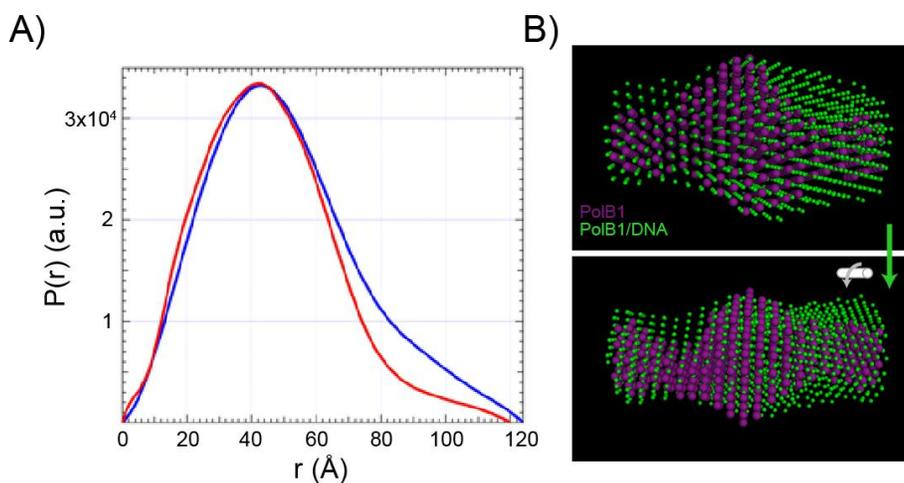 A)
B)
3x10⁴
2
1
P(r) (a.u.)
0
20
40
60
80
100
120
r (Å)
PolB1
PolB1/DNA